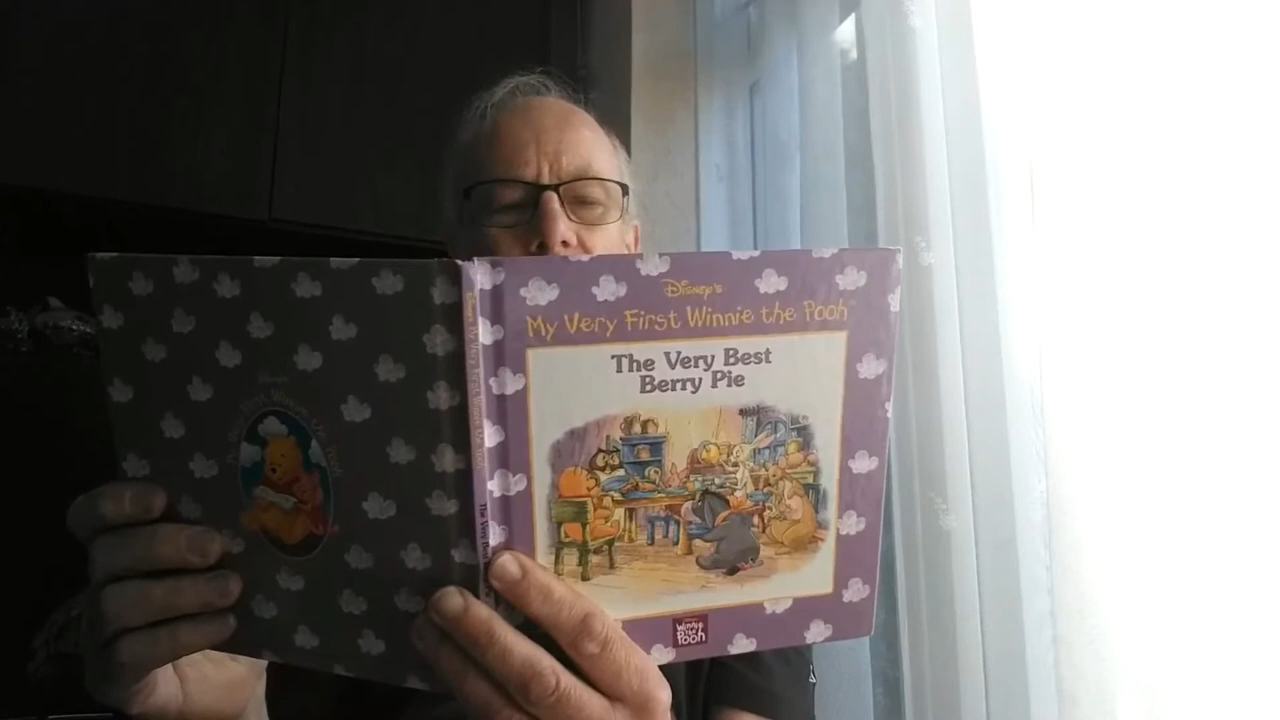 Disney's
My Very First Winnie the Pooh
The Very Best
Berry Pie
Winnie
the
Pooh